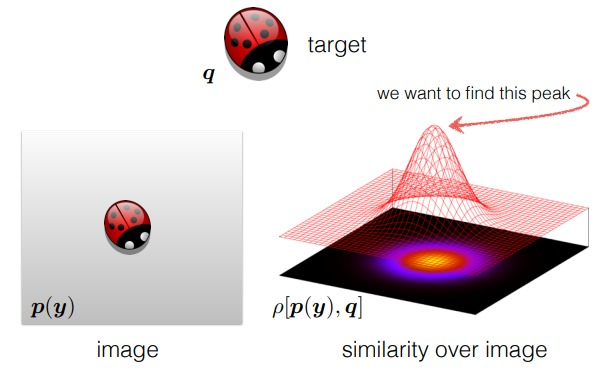 target
q
we want to find this peak
p(y)
ρ[p(y), q]
image
similarity over image